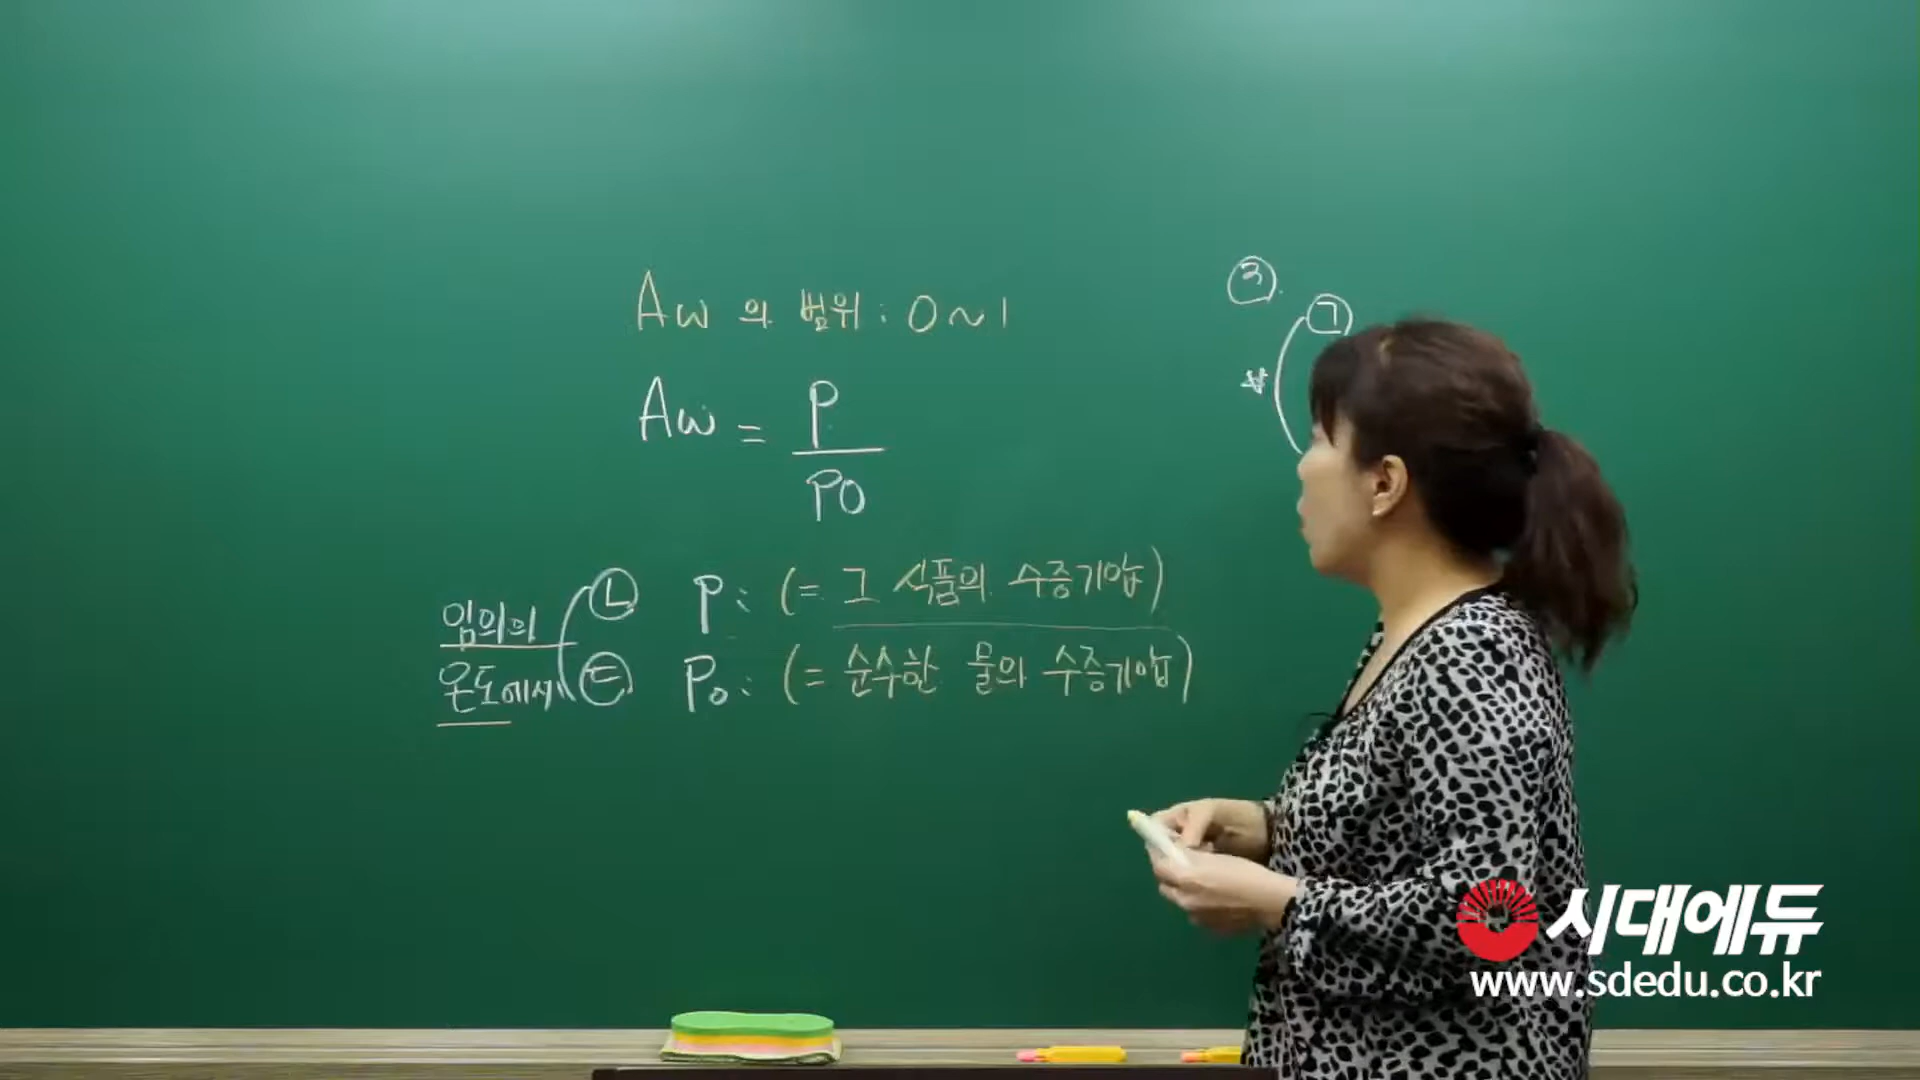 Aw의 범위 : 0~1
Aw = P
P0
임의의
온도에서
ㄴ P : (= 그 식품의 수증기압)
ㄷ P₀ : (= 순수한 물의 수증기압)
③
ㄱ
시대에듀
www.sdedu.co.kr